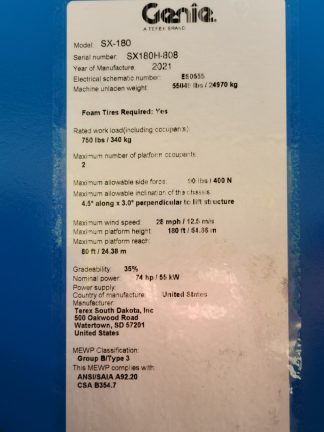 Genie
A TEREX BRAND
Model: SX-180
Serial number: SX180H-808
Year of Manufacture: 2021
Electrical schematic number: ES0555
Machine unladen weight: 55045 lbs / 24970 kg
Foam Tires Required: Yes
Rated work load(including occupants):
750 lbs / 340 kg
Maximum number of platform occupants:
2
Maximum allowable side force: lbs / 400 N
Maximum allowable inclination of the chassis:
4.5° along x 3.0° perpendicular to lift structure
Maximum wind speed: 28 mph / 12.5 m/s
Maximum platform height: 180 ft / 54.86 m
Maximum platform reach:
80 ft / 24.38 m
Gradeability: 35%
Nominal power: 74 hp / 55 kW
Power supply:
Country of manufacture: United States
Manufacturer:
Terex South Dakota, Inc
500 Oakwood Road
Watertown, SD 57201
United States
MEWP Classification:
Group B/Type 3
This MEWP complies with:
ANSI/SAIA A92.20
CSA B354.7